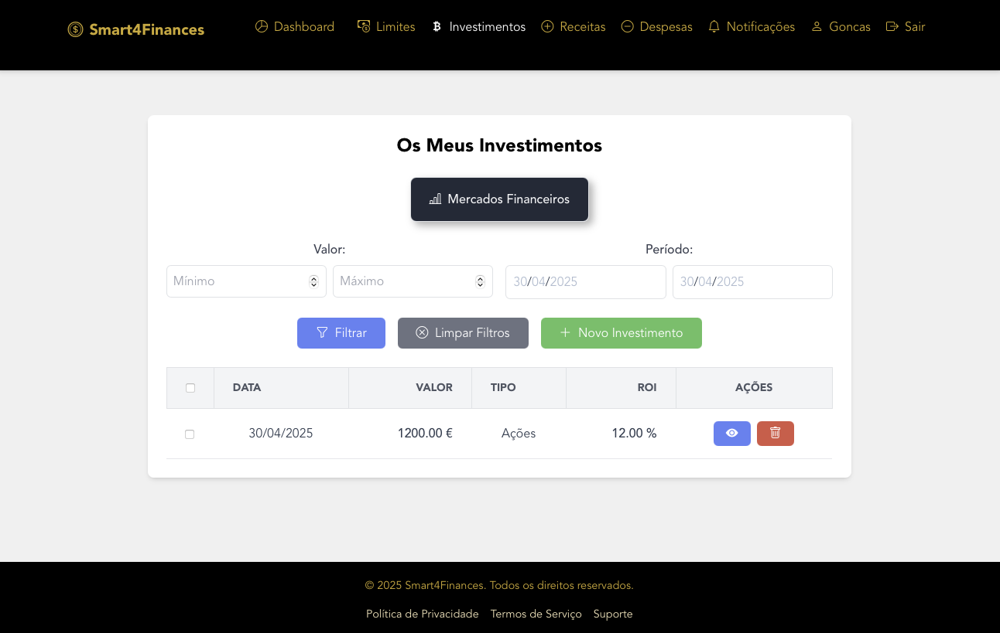 Smart4Finances
Dashboard Limites Investimentos Receitas Despesas Notificações Goncas Sair
Os Meus Investimentos
Mercados Financeiros
Valor: Período:
Mínimo Máximo 30/04/2025 30/04/2025
Filtrar Limpar Filtros Novo Investimento
DATA VALOR TIPO ROI AÇÕES
30/04/2025 1200.00 € Ações 12.00 %
© 2025 Smart4Finances. Todos os direitos reservados.
Política de Privacidade Termos de Serviço Suporte